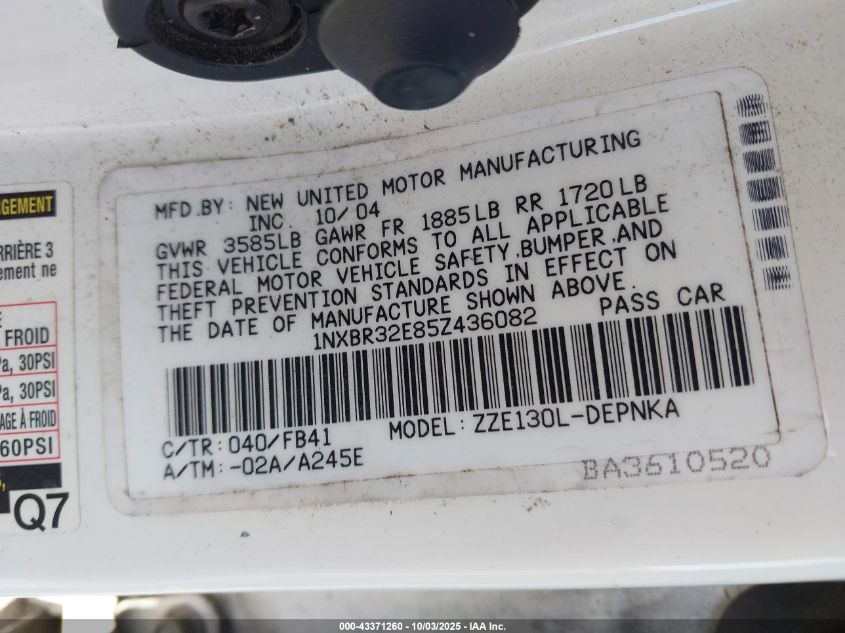 MFD.BY: NEW UNITED MOTOR MANUFACTURING
INC. 10/04
GVWR 3585LB GAWR FR 1885LB RR 1720LB
THIS VEHICLE CONFORMS TO ALL APPLICABLE
FEDERAL MOTOR VEHICLE SAFETY,BUMPER,AND
THEFT PREVENTION STANDARDS IN EFFECT ON
THE DATE OF MANUFACTURE SHOWN ABOVE.
1NXBR32E85Z436082 PASS CAR
C/TR: 040/FB41 MODEL: ZZE130L-DEPNKA
A/TM: -02A/A245E
BA3610520
RRIÈRE 3
ement ne
FROID
a, 30PSI
a, 30PSI
AGE À FROID
60PSI
Q7
000-43371260 - 10/03/2025 - IAA Inc.